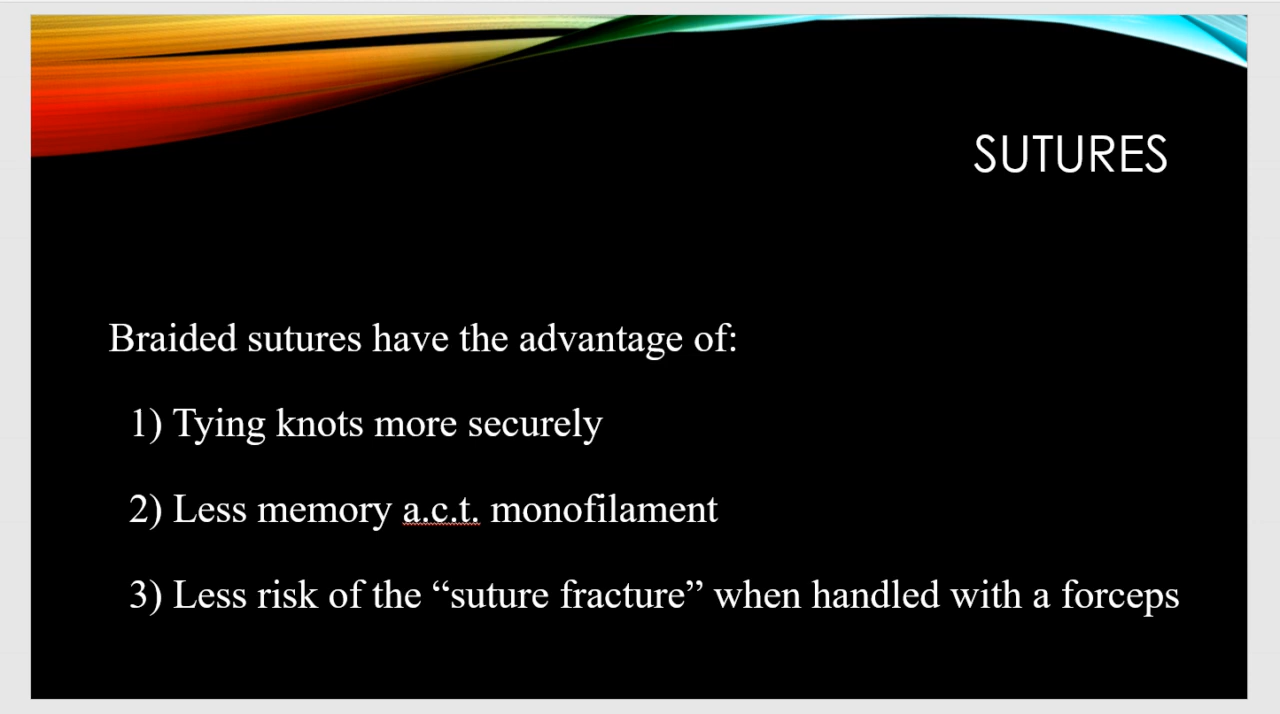 SUTURES
Braided sutures have the advantage of:
1) Tying knots more securely
2) Less memory a.c.t. monofilament
3) Less risk of the “suture fracture” when handled with a forceps